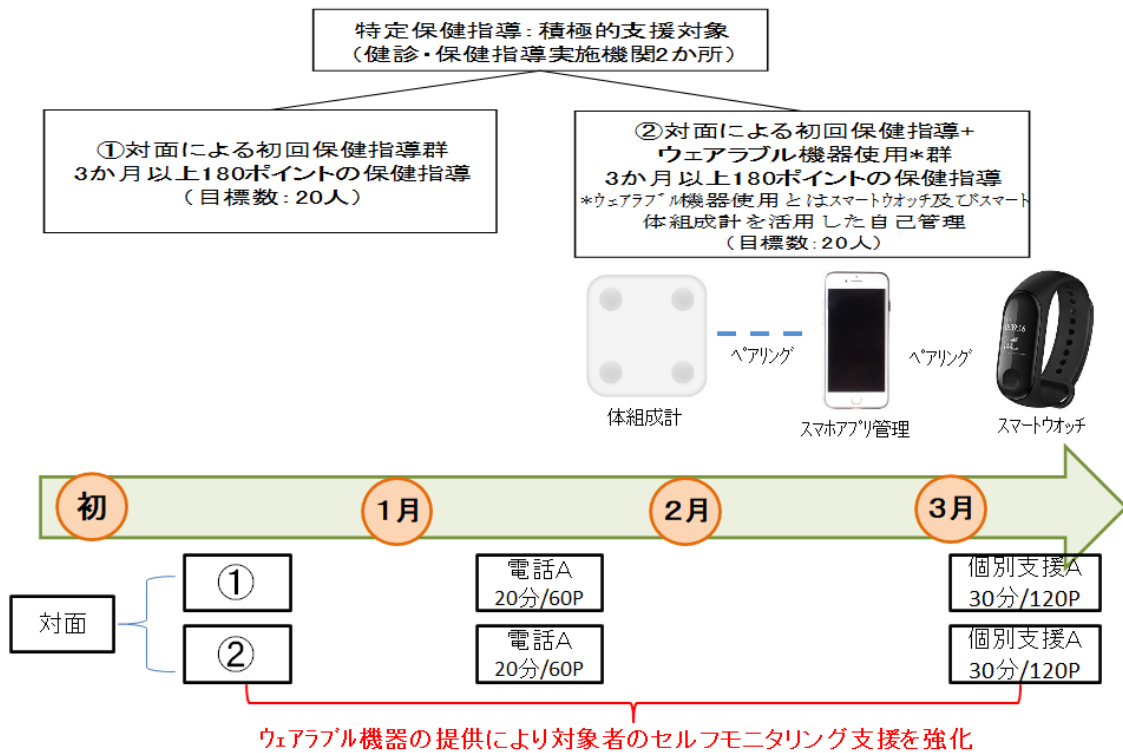 特定保健指導：積極的支援対象
（健診・保健指導実施機関2か所）
①対面による初回保健指導群
3か月以上180ポイントの保健指導
（目標数：20人）
②対面による初回保健指導+
ウェアラブル機器使用*群
3か月以上180ポイントの保健指導
*ウェアラブル機器使用とはスマートウオッチ及びスマート
体組成計を活用した自己管理
（目標数：20人）
ペアリング
ペアリング
体組成計
スマホアプリ管理
スマートウオッチ
初
1月
2月
3月
対面
①
電話A
20分/60P
個別支援A
30分/120P
②
電話A
20分/60P
個別支援A
30分/120P
ウェアラブル機器の提供により対象者のセルフモニタリング支援を強化